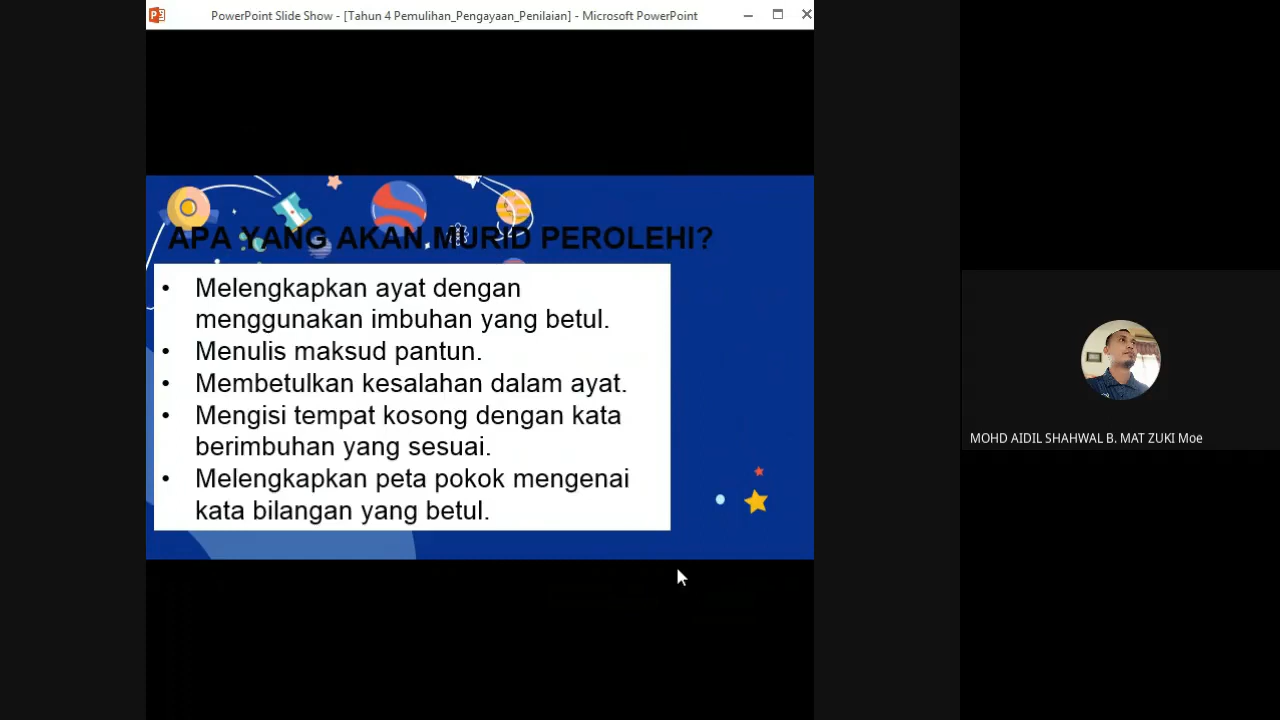 PowerPoint Slide Show - [Tahun 4 Pemulihan_Pengayaan_Penilaian] - Microsoft PowerPoint
APA YANG AKAN MURID PEROLEHI?
• Melengkapkan ayat dengan
menggunakan imbuhan yang betul.
• Menulis maksud pantun.
• Membetulkan kesalahan dalam ayat.
• Mengisi tempat kosong dengan kata
berimbuhan yang sesuai.
• Melengkapkan peta pokok mengenai
kata bilangan yang betul.
MOHD AIDIL SHAHWAL B. MAT ZUKI Moe